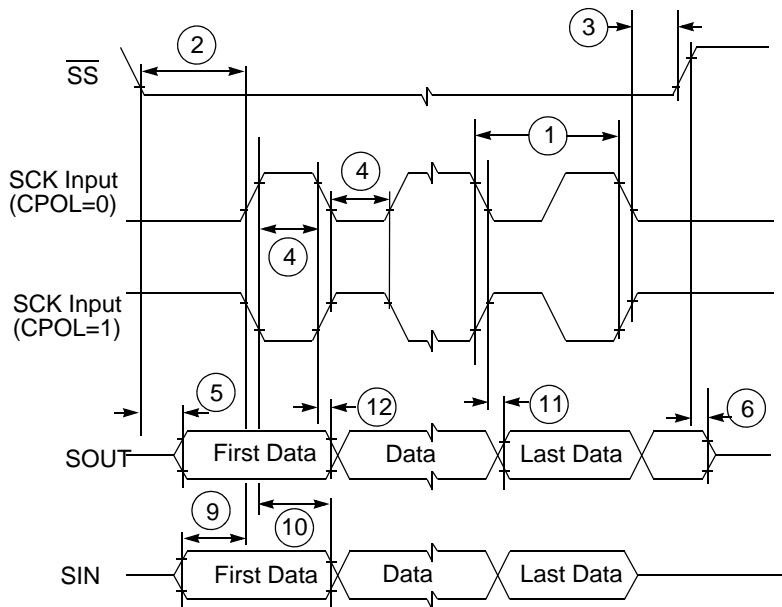 2
3
SS
1
SCK Input
(CPOL=0)
4
4
SCK Input
(CPOL=1)
5
12
11
6
SOUT
First Data
Data
Last Data
9
10
SIN
First Data
Data
Last Data